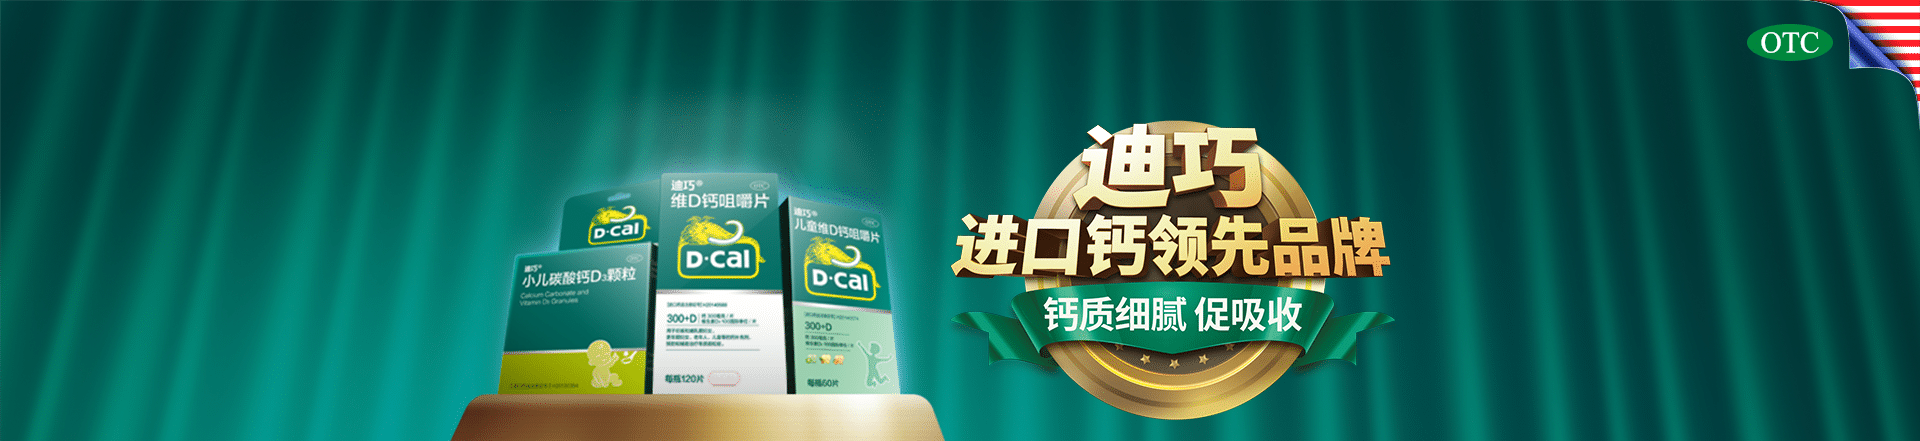 OTC
迪巧
进口钙领先品牌
钙质细腻 促吸收
D·Cal
迪巧®
小儿碳酸钙D₃颗粒
Calcium Carbonate and
Vitamin D₃ Granules
迪巧®
OTC
维D钙咀嚼片
D·Cal
300+D
每瓶120片
迪巧®
OTC
儿童维D钙咀嚼片
D·Cal
300+D
每瓶60片